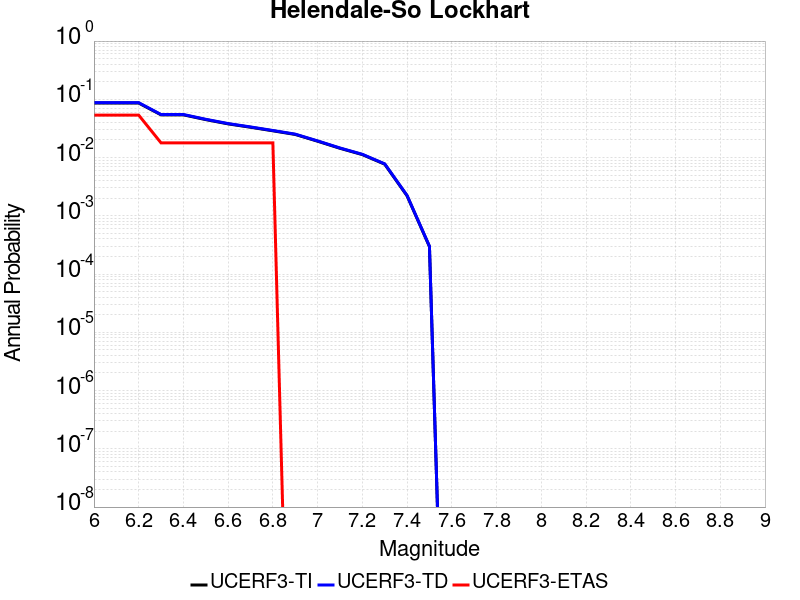 Helendale-So Lockhart
10^0
10^-1
10^-2
10^-3
10^-4
10^-5
10^-6
10^-7
10^-8
Annual Probability
6 6.2 6.4 6.6 6.8 7 7.2 7.4 7.6 7.8 8 8.2 8.4 8.6 8.8 9
Magnitude
UCERF3-TI UCERF3-TD UCERF3-ETAS